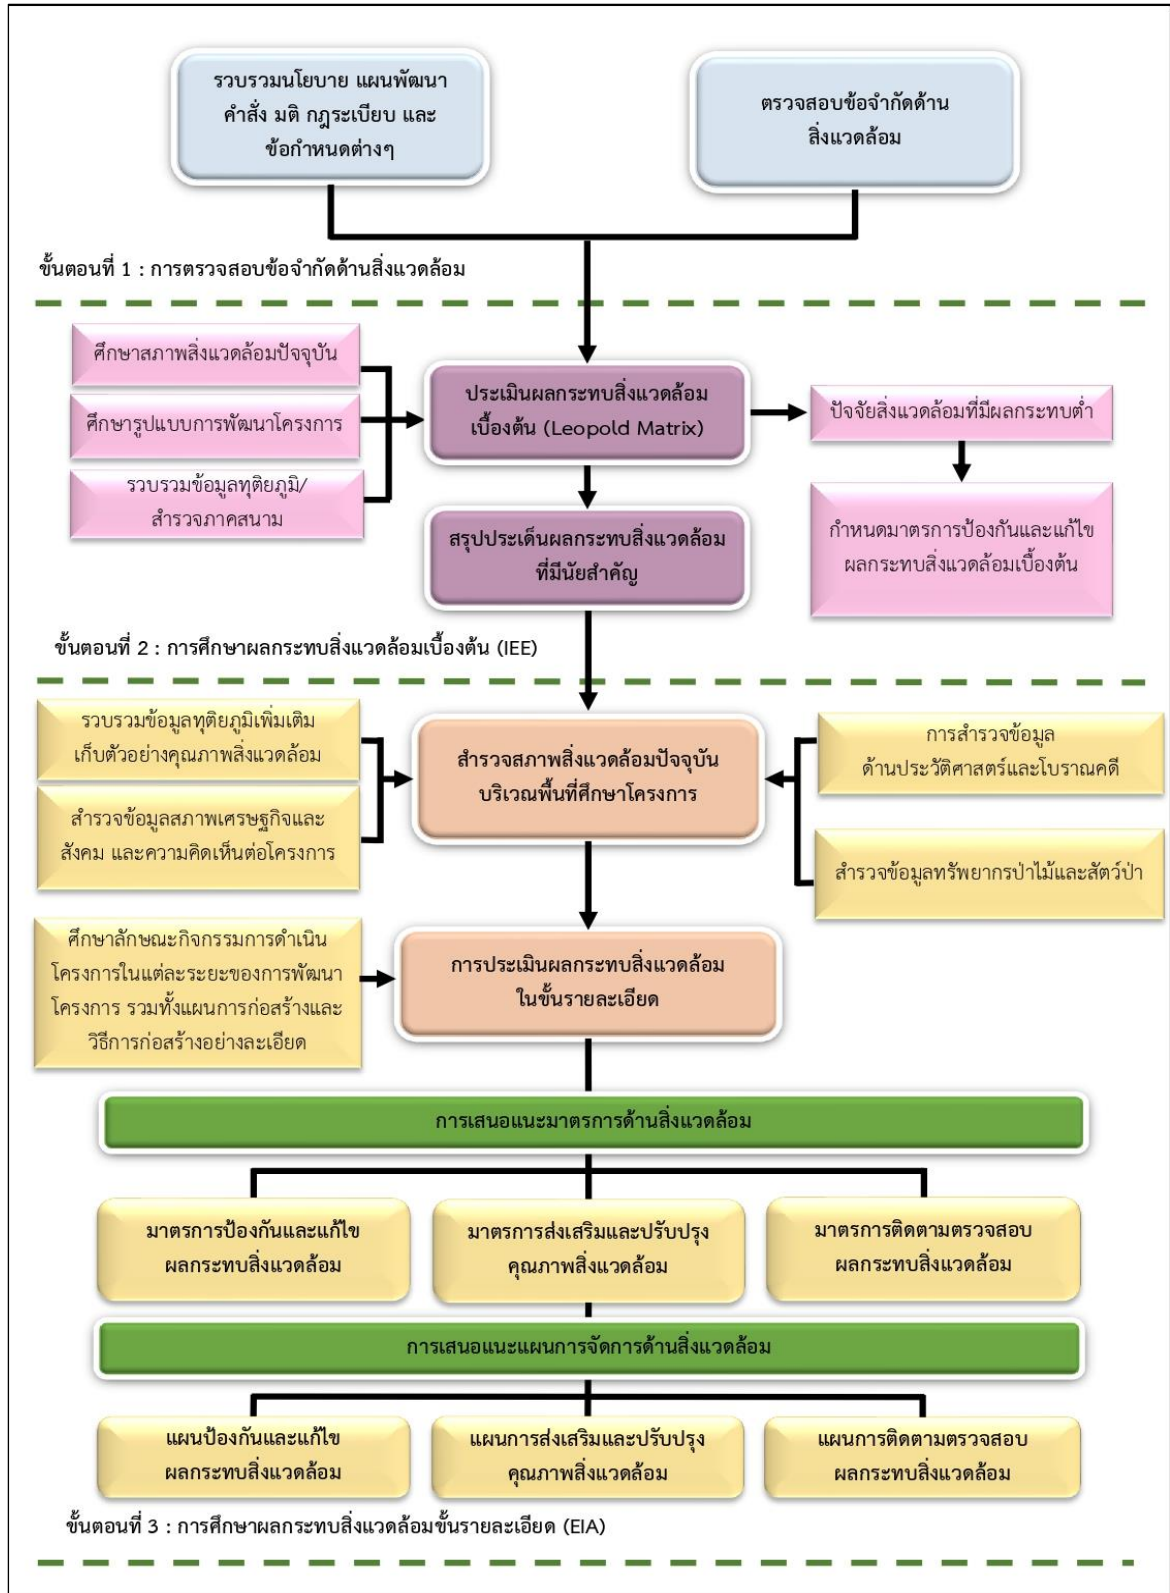 รวบรวมนโยบาย แผนพัฒนา
คำสั่ง มติ กฎระเบียบ และ
ข้อกำหนดต่างๆ
ตรวจสอบข้อจำกัดด้าน
สิ่งแวดล้อม
ขั้นตอนที่ 1 : การตรวจสอบข้อจำกัดด้านสิ่งแวดล้อม
ศึกษาสภาพสิ่งแวดล้อมปัจจุบัน
ศึกษารูปแบบการพัฒนาโครงการ
รวบรวมข้อมูลทุติยภูมิ/
สำรวจภาคสนาม
ประเมินผลกระทบสิ่งแวดล้อม
เบื้องต้น (Leopold Matrix)
ปัจจัยสิ่งแวดล้อมที่มีผลกระทบต่ำ
สรุปประเด็นผลกระทบสิ่งแวดล้อม
ที่มีนัยสำคัญ
กำหนดมาตรการป้องกันและแก้ไข
ผลกระทบสิ่งแวดล้อมเบื้องต้น
ขั้นตอนที่ 2 : การศึกษาผลกระทบสิ่งแวดล้อมเบื้องต้น (IEE)
รวบรวมข้อมูลทุติยภูมิเพิ่มเติม
เก็บตัวอย่างคุณภาพสิ่งแวดล้อม
สำรวจข้อมูลสภาพเศรษฐกิจและ
สังคม และความคิดเห็นต่อโครงการ
สำรวจสภาพสิ่งแวดล้อมปัจจุบัน
บริเวณพื้นที่ศึกษาโครงการ
การสำรวจข้อมูล
ด้านประวัติศาสตร์และโบราณคดี
สำรวจข้อมูลทรัพยากรป่าไม้และสัตว์ป่า
ศึกษาลักษณะกิจกรรมการดำเนิน
โครงการในแต่ละระยะของการพัฒนา
โครงการ รวมทั้งแผนการก่อสร้างและ
วิธีการก่อสร้างอย่างละเอียด
การประเมินผลกระทบสิ่งแวดล้อม
ในขั้นรายละเอียด
การเสนอแนะมาตรการด้านสิ่งแวดล้อม
มาตรการป้องกันและแก้ไข
ผลกระทบสิ่งแวดล้อม
มาตรการส่งเสริมและปรับปรุง
คุณภาพสิ่งแวดล้อม
มาตรการติดตามตรวจสอบ
ผลกระทบสิ่งแวดล้อม
การเสนอแนะแผนการจัดการด้านสิ่งแวดล้อม
แผนป้องกันและแก้ไข
ผลกระทบสิ่งแวดล้อม
แผนการส่งเสริมและปรับปรุง
คุณภาพสิ่งแวดล้อม
แผนการติดตามตรวจสอบ
ผลกระทบสิ่งแวดล้อม
ขั้นตอนที่ 3 : การศึกษาผลกระทบสิ่งแวดล้อมขั้นรายละเอียด (EIA)